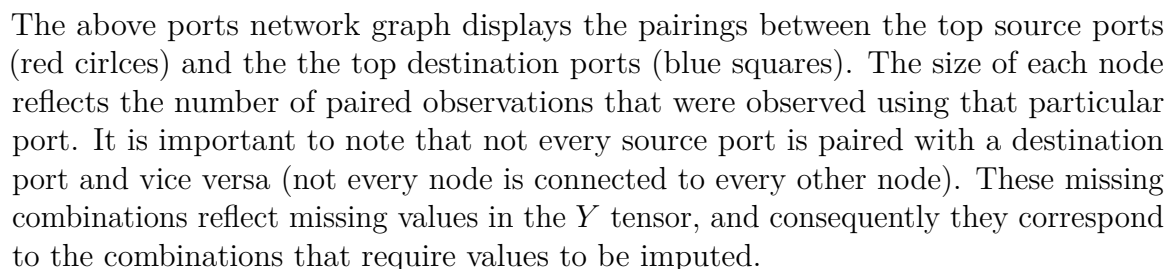 The above ports network graph displays the pairings between the top source ports
(red cirlces) and the the top destination ports (blue squares). The size of each node
reflects the number of paired observations that were observed using that particular
port. It is important to note that not every source port is paired with a destination
port and vice versa (not every node is connected to every other node). These missing
combinations reflect missing values in the Y tensor, and consequently they correspond
to the combinations that require values to be imputed.